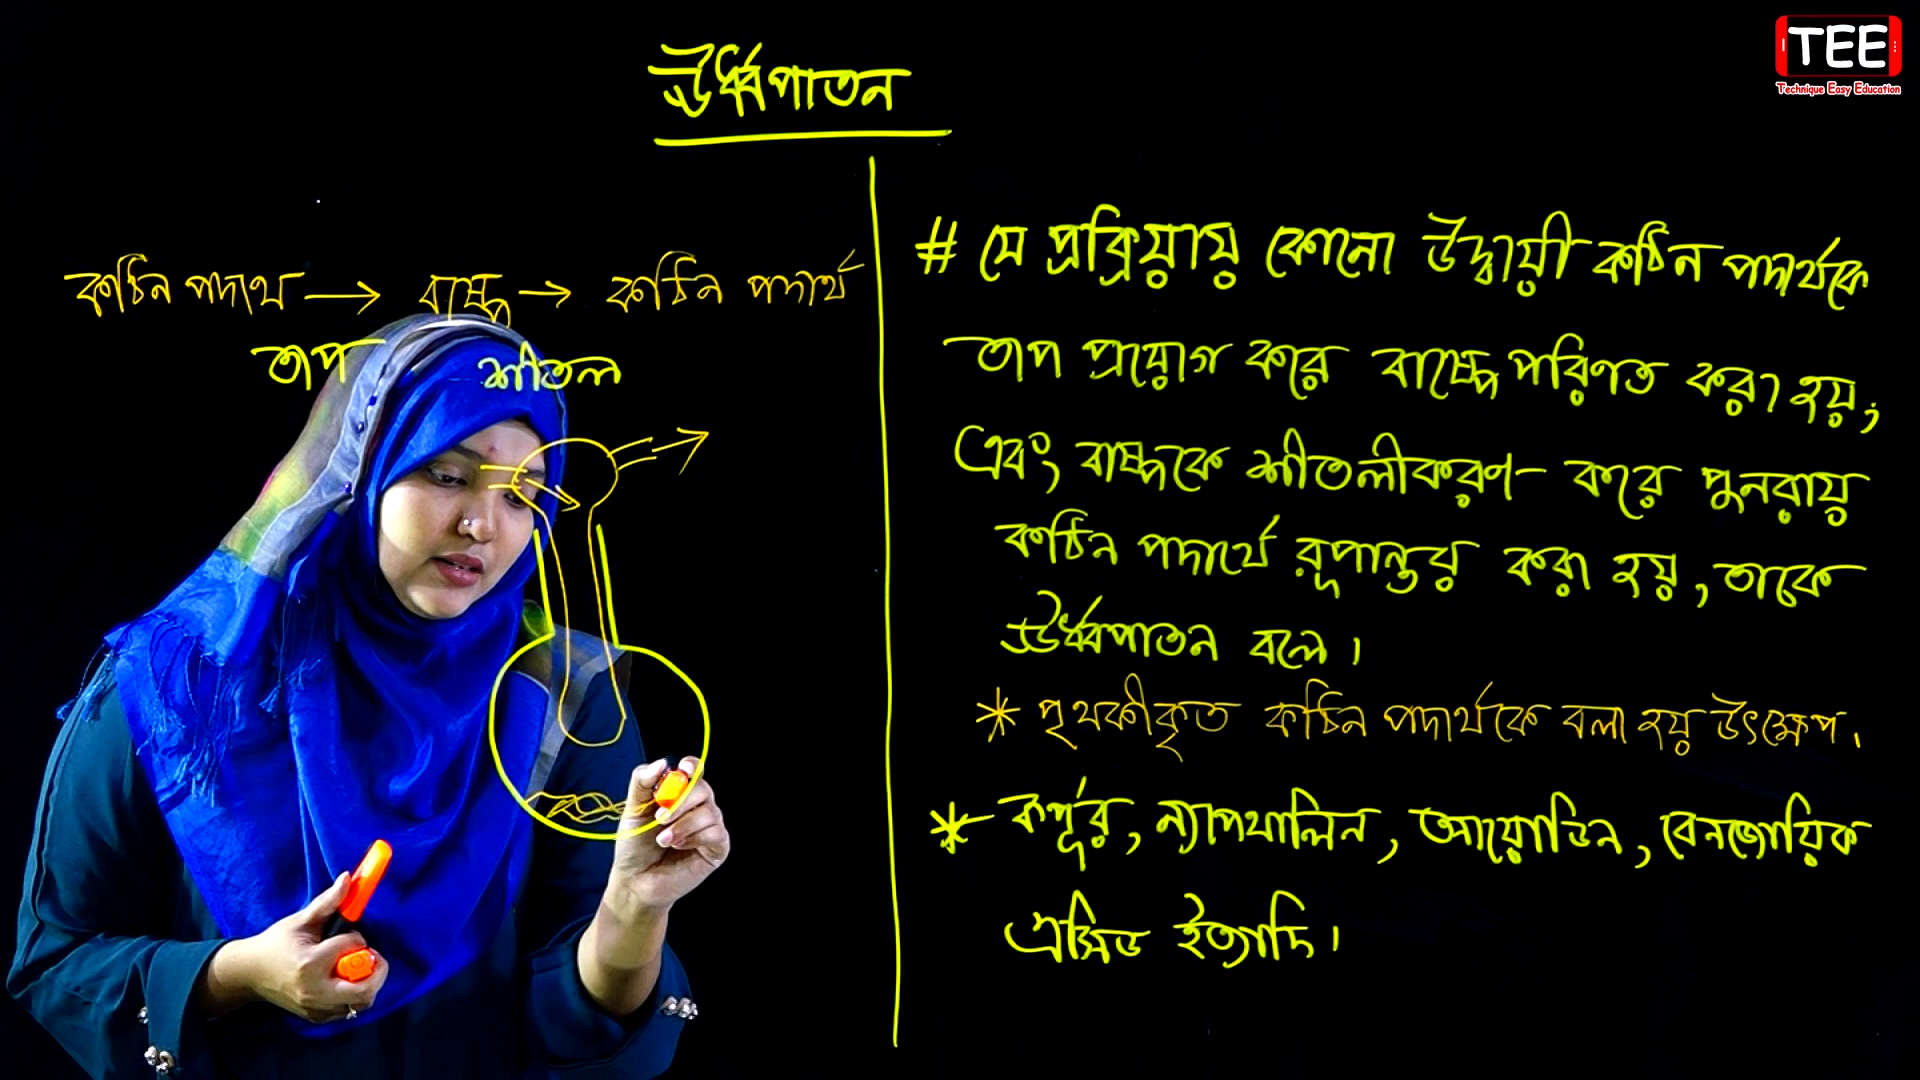 ঊর্ধ্বপাতন
TEE
Technique Easy Education
কঠিন পদার্থ → বাষ্প → কঠিন পদার্থ
তাপ শীতল
# যে প্রক্রিয়ায় কোনো উদ্বায়ী কঠিন পদার্থকে
তাপ প্রয়োগ করে বাষ্পে পরিণত করা হয়,
এবং বাষ্পকে শীতলীকরণ করে পুনরায়
কঠিন পদার্থে রূপান্তর করা হয়, তাকে
ঊর্ধ্বপাতন বলে।
* পৃথকীকৃত কঠিন পদার্থকে বলা হয় উৎক্ষেপ।
* কর্পূর, ন্যাপথালিন, আয়োডিন, বেনজোয়িক
এসিড ইত্যাদি।